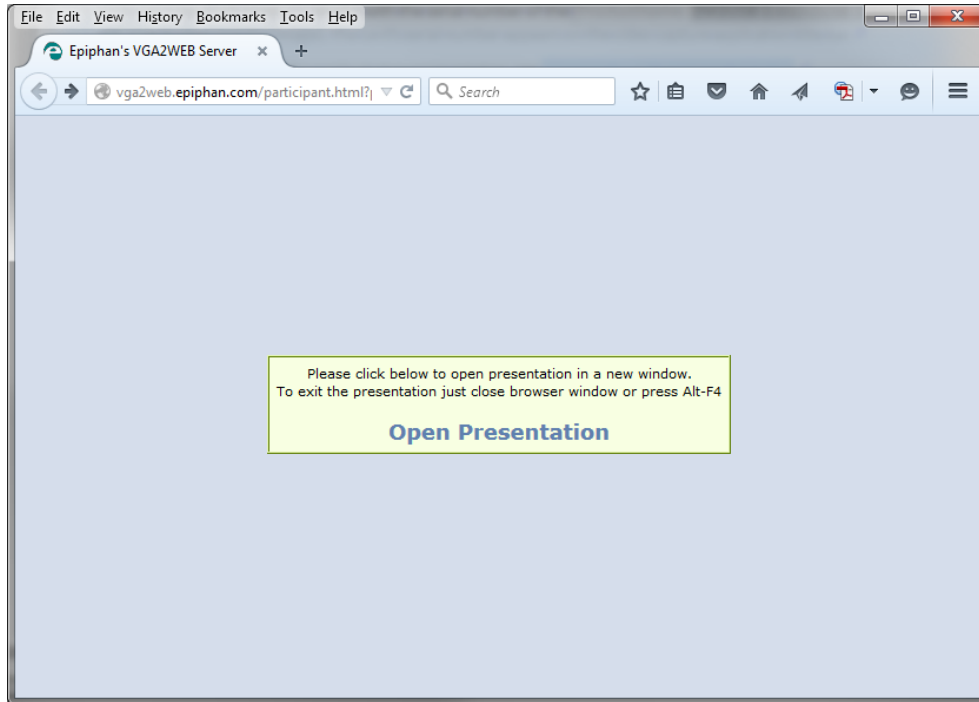 File Edit View History Bookmarks Tools Help
Epiphan's VGA2WEB Server
vga2web.epiphan.com/participant.html? Search
Please click below to open presentation in a new window.
To exit the presentation just close browser window or press Alt-F4
Open Presentation